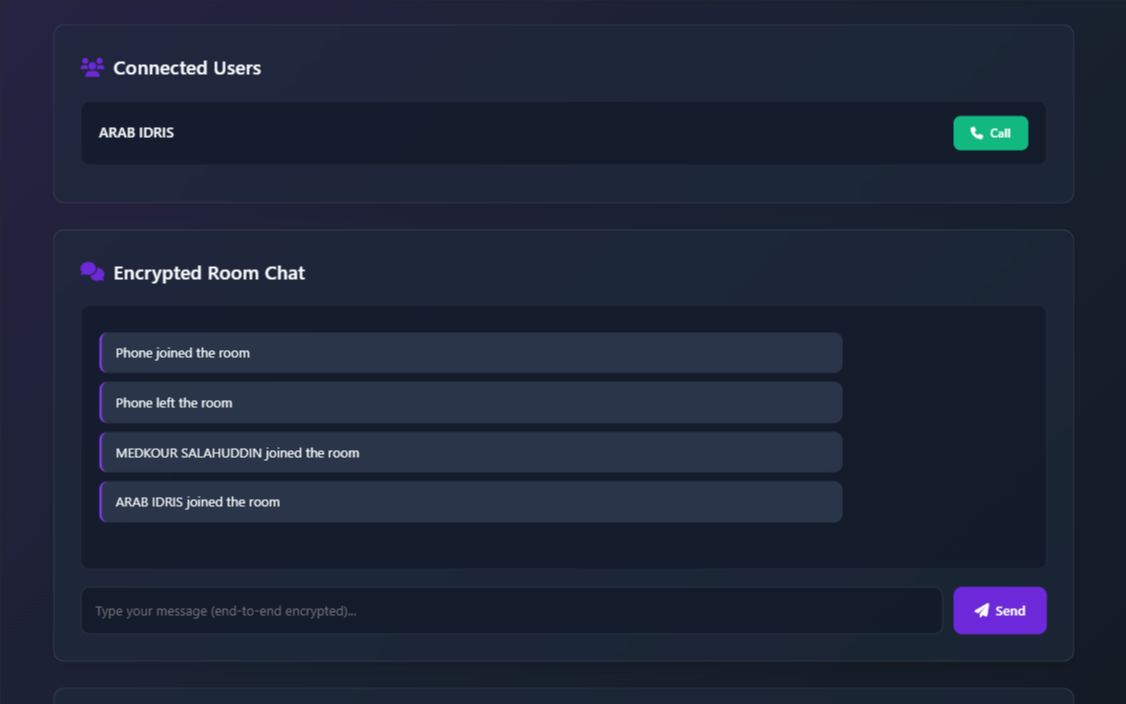 Connected Users
ARAB IDRIS
Call
Encrypted Room Chat
Phone joined the room
Phone left the room
MEDKOUR SALAHUDDIN joined the room
ARAB IDRIS joined the room
Type your message (end-to-end encrypted)...
Send